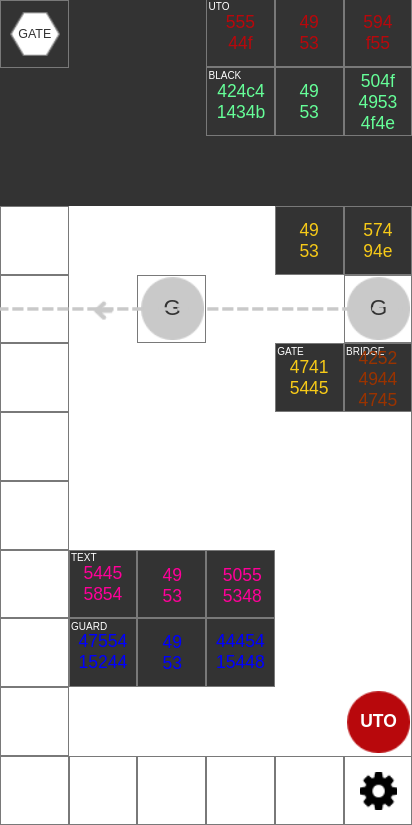 GATE
UTO
555
44f
49
53
594
f55
BLACK
424c4
1434b
49
53
504f
4953
4f4e
49
53
574
94e
G
G
GATE
4741
5445
BRIDGE
4252
4944
4745
TEXT
5445
5854
49
53
5055
5348
GUARD
47554
15244
49
53
44454
15448
UTO